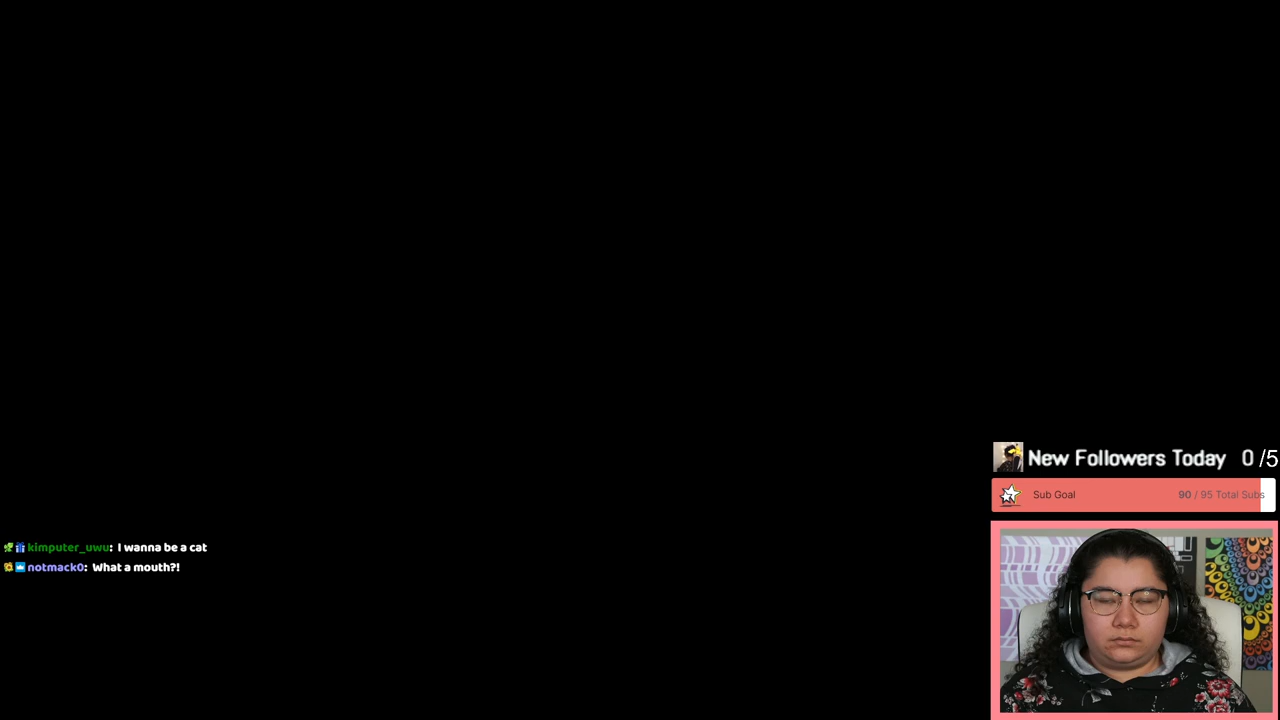 New Followers Today 0 /5
Sub Goal 90 / 95 Total Subs
kimputer_uwu: I wanna be a cat
notmack0: What a mouth?!